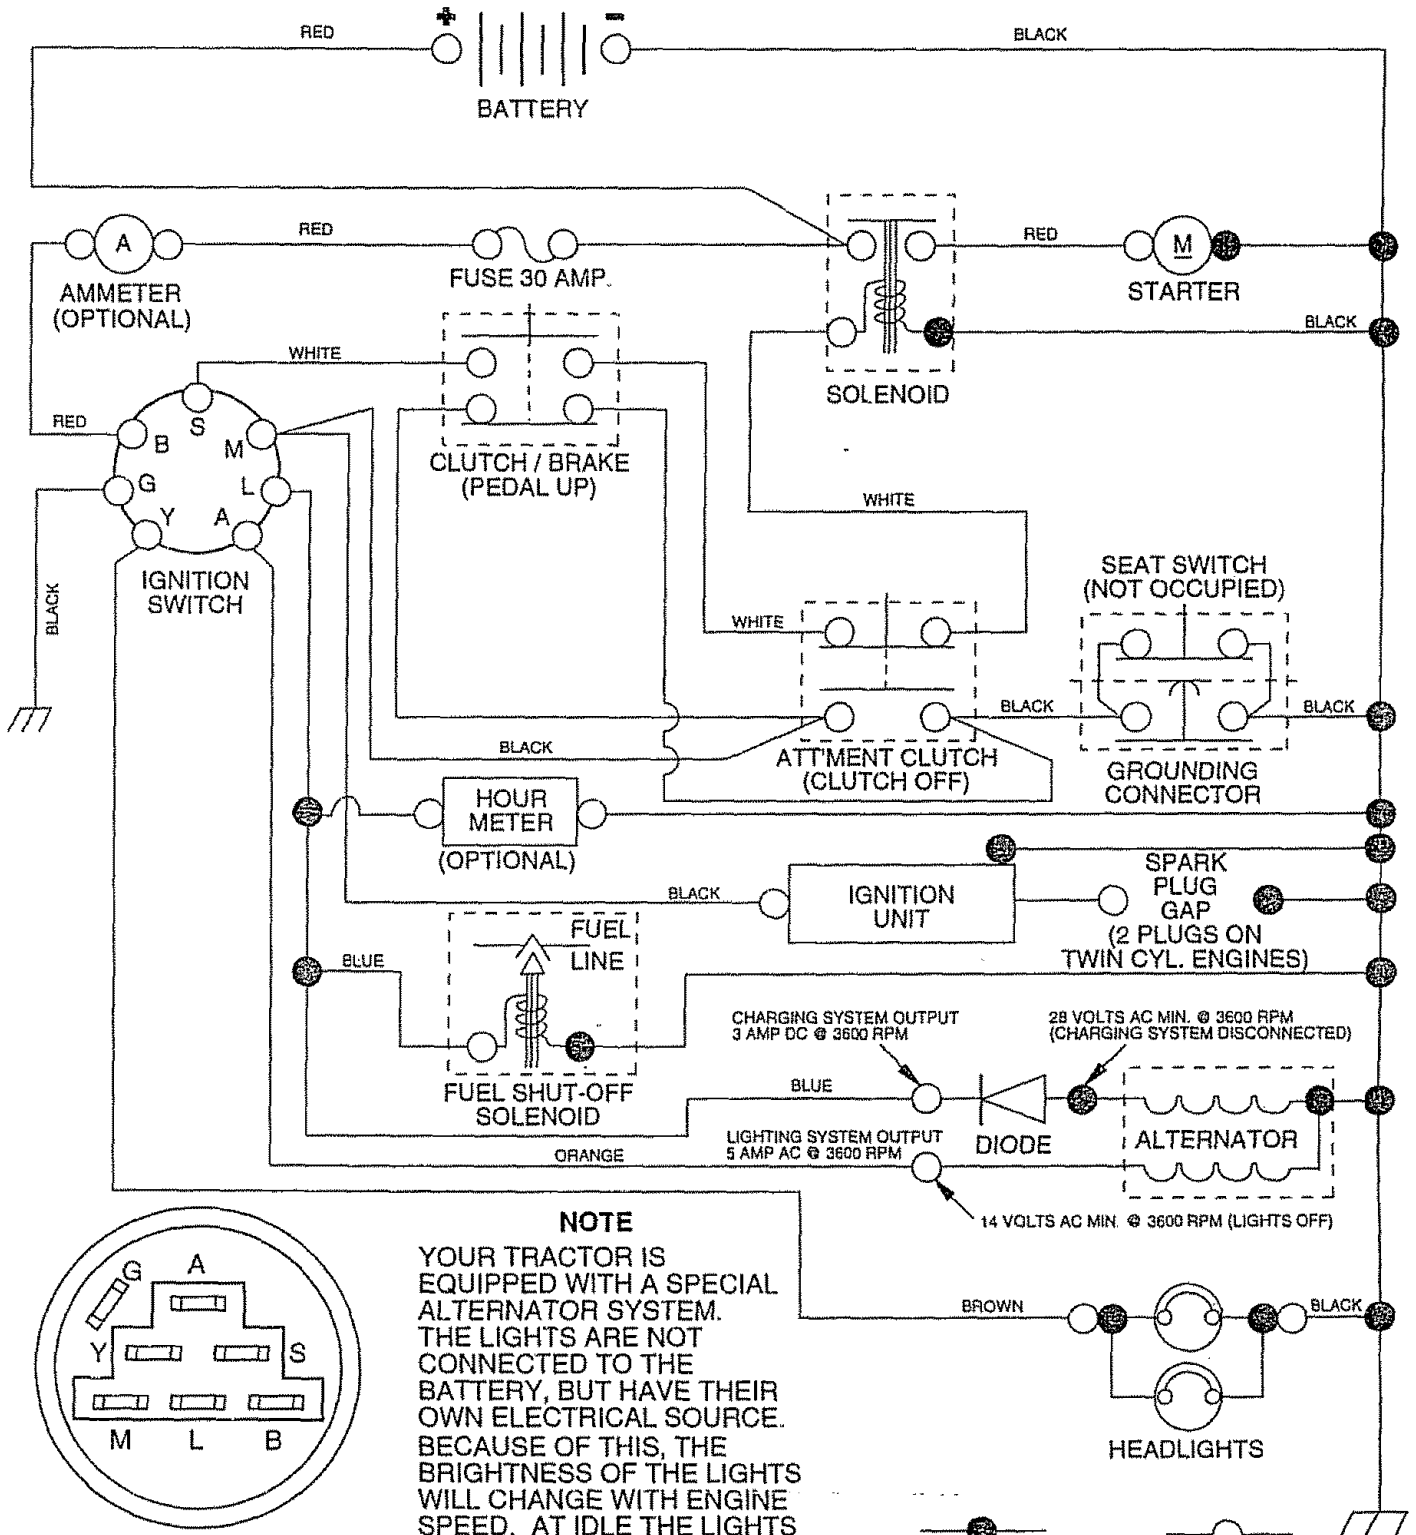 + -
RED
BLACK
BATTERY
A
RED
RED
M
FUSE 30 AMP.
AMMETER
(OPTIONAL)
STARTER
BLACK
WHITE
SOLENOID
RED
B
S
M
CLUTCH / BRAKE
(PEDAL UP)
G
L
Y
A
WHITE
IGNITION
SWITCH
BLACK
SEAT SWITCH
(NOT OCCUPIED)
WHITE
BLACK
BLACK
BLACK
ATT'MENT CLUTCH
(CLUTCH OFF)
GROUNDING
CONNECTOR
HOUR
METER
(OPTIONAL)
BLACK
IGNITION
UNIT
SPARK
PLUG
GAP
(2 PLUGS ON
TWIN CYL. ENGINES)
FUEL
LINE
BLUE
FUEL SHUT-OFF
SOLENOID
CHARGING SYSTEM OUTPUT
3 AMP DC @ 3600 RPM
28 VOLTS AC MIN. @ 3600 RPM
(CHARGING SYSTEM DISCONNECTED)
BLUE
DIODE
ALTERNATOR
LIGHTING SYSTEM OUTPUT
5 AMP AC @ 3600 RPM
ORANGE
14 VOLTS AC MIN. @ 3600 RPM (LIGHTS OFF)
G
A
Y
S
M
L
B
NOTE
YOUR TRACTOR IS
EQUIPPED WITH A SPECIAL
ALTERNATOR SYSTEM.
THE LIGHTS ARE NOT
CONNECTED TO THE
BATTERY, BUT HAVE THEIR
OWN ELECTRICAL SOURCE.
BECAUSE OF THIS, THE
BRIGHTNESS OF THE LIGHTS
WILL CHANGE WITH ENGINE
SPEED. AT IDLE THE LIGHTS
BROWN
BLACK
HEADLIGHTS